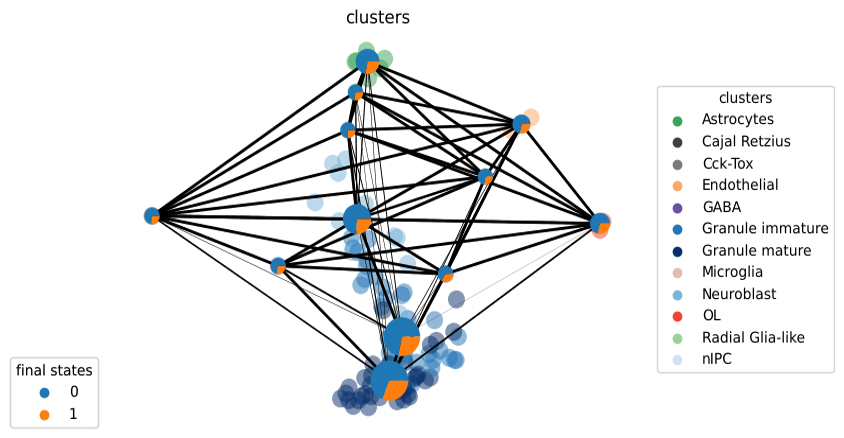 clusters
clusters
Astrocytes
Cajal Retzius
Cck-Tox
Endothelial
GABA
Granule immature
Granule mature
Microglia
Neuroblast
OL
Radial Glia-like
nIPC
final states
0
1